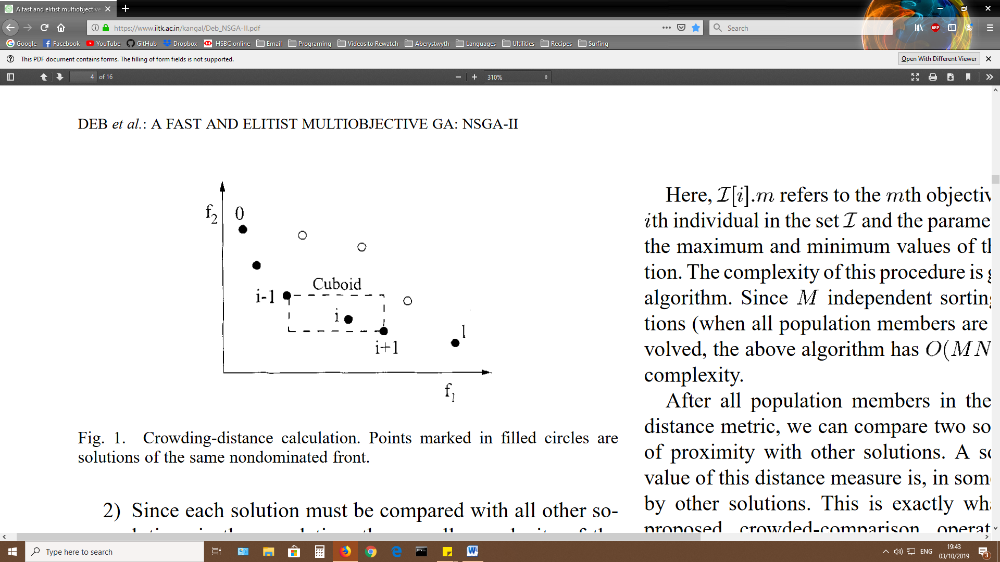 A fast and elitist multiobjective
https://www.iitk.ac.in/kangal/Deb_NSGA-II.pdf
Search
ABP
Google Facebook YouTube GitHub Dropbox HSBC online Email Programing Videos to Rewatch Aberystwyth Languages Ultilities Recipes Surfing
This PDF document contains forms. The filling of form fields is not supported.
Open With Different Viewer
4 of 16
310%
DEB et al.: A FAST AND ELITIST MULTIOBJECTIVE GA: NSGA-II
f2
0
Cuboid
i-1
i
i+1
l
f1
Fig. 1. Crowding-distance calculation. Points marked in filled circles are
solutions of the same nondominated front.
2) Since each solution must be compared with all other so-
Here, I[i].m refers to the mth objectiv
ith individual in the set I and the parame
the maximum and minimum values of th
tion. The complexity of this procedure is g
algorithm. Since M independent sorting
tions (when all population members are
volved, the above algorithm has O(MN
complexity.
After all population members in the
distance metric, we can compare two so
of proximity with other solutions. A so
value of this distance measure is, in som
by other solutions. This is exactly wha
proposed crowded-comparison operat
Type here to search
ENG
19:43
03/10/2019
3